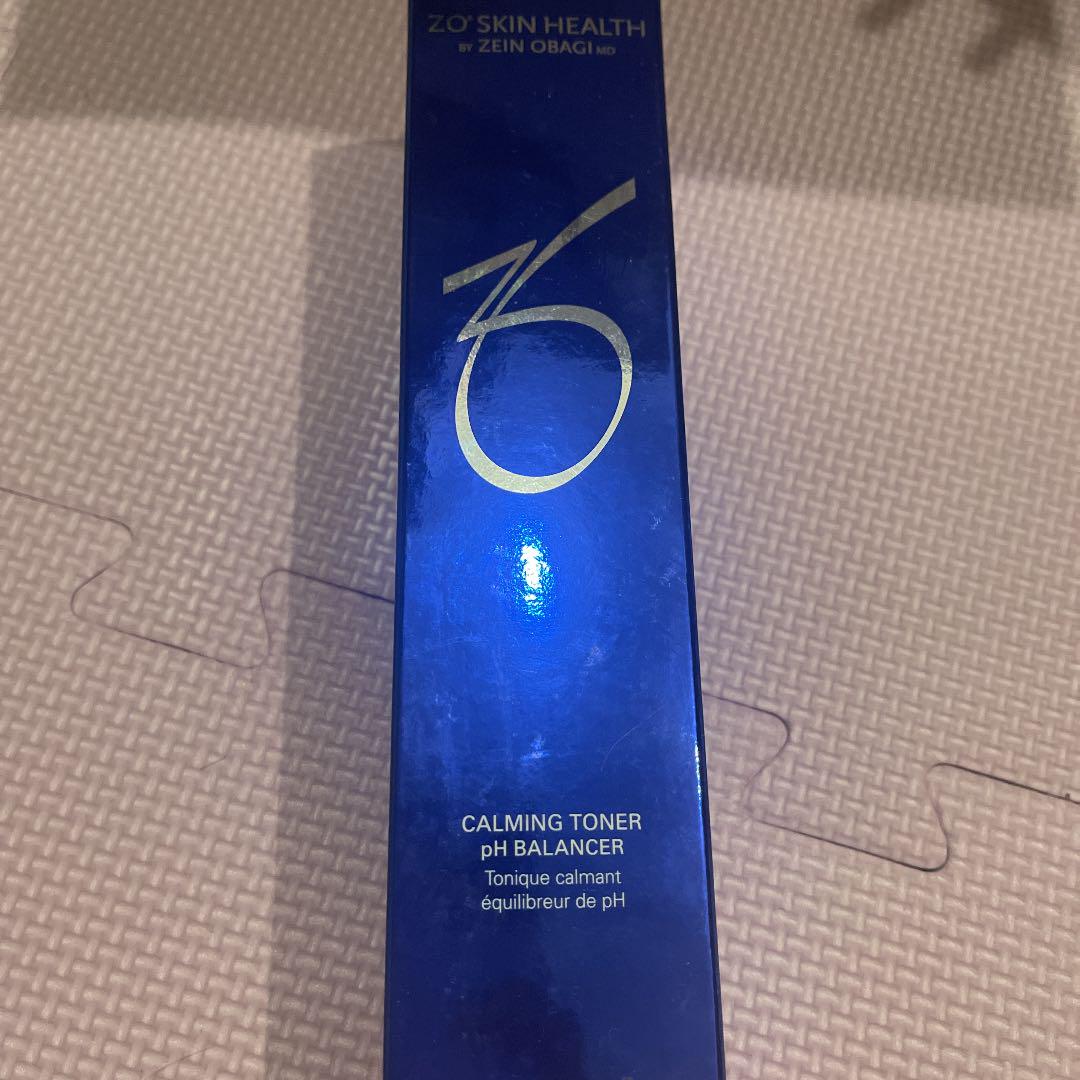 ZO® SKIN HEALTH
BY ZEIN OBAGI MD
ZO
CALMING TONER
pH BALANCER
Tonique calmant
équilibreur de pH